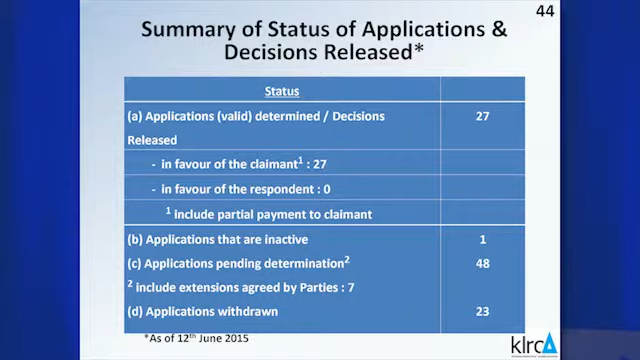 44
Summary of Status of Applications &
Decisions Released*
Status
(a) Applications (valid) determined / Decisions 27
Released
- in favour of the claimant¹ : 27
- in favour of the respondent : 0
¹ include partial payment to claimant
(b) Applications that are inactive 1
(c) Applications pending determination² 48
² include extensions agreed by Parties : 7
(d) Applications withdrawn 23
*As of 12th June 2015
klrcA